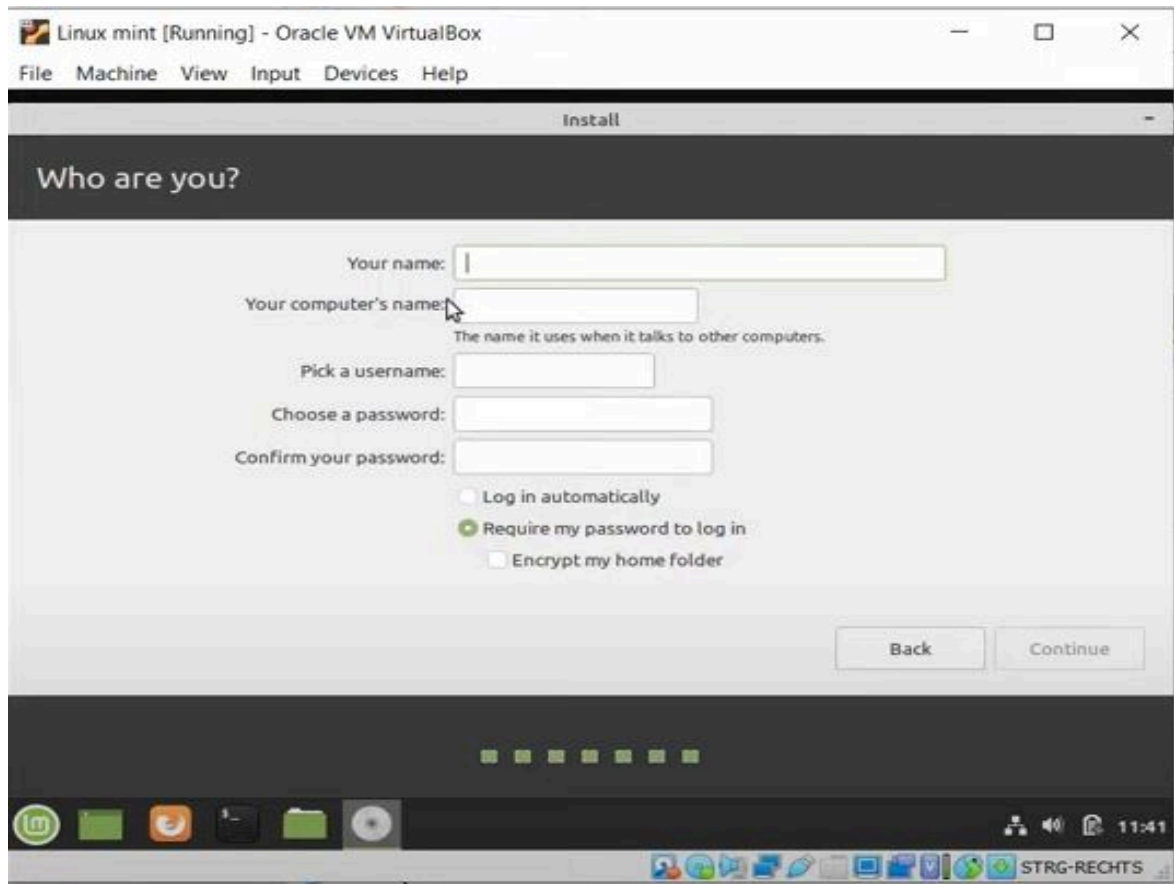 Linux mint [Running] - Oracle VM VirtualBox
File Machine View Input Devices Help
Install
Who are you?
Your name:
Your computer's name:
The name it uses when it talks to other computers.
Pick a username:
Choose a password:
Confirm your password:
Log in automatically
Require my password to log in
Encrypt my home folder
Back Continue
11:41
STRG-RECHTS